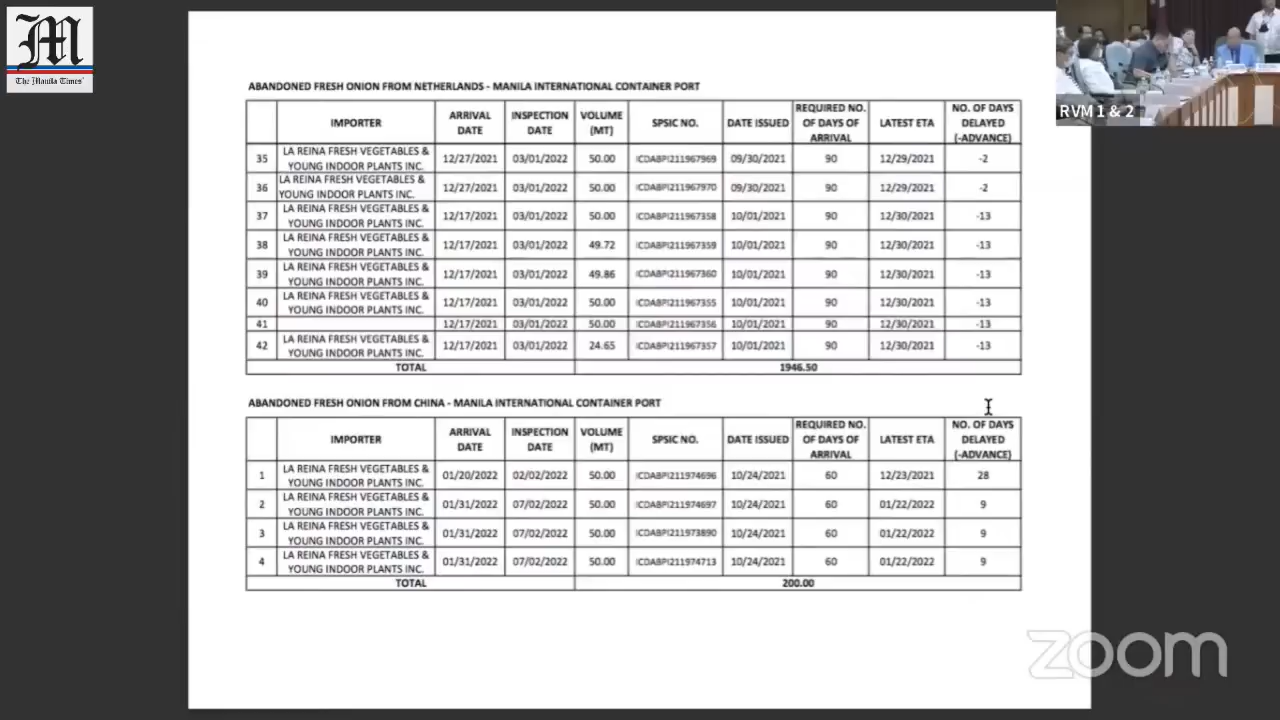 M
The Manila Times
RVM 1 & 2
ABANDONED FRESH ONION FROM NETHERLANDS - MANILA INTERNATIONAL CONTAINER PORT
IMPORTER ARRIVAL DATE INSPECTION DATE VOLUME (MT) SPSIC NO. DATE ISSUED REQUIRED NO. OF DAYS OF ARRIVAL LATEST ETA NO. OF DAYS DELAYED (-ADVANCE)
35 LA REINA FRESH VEGETABLES & YOUNG INDOOR PLANTS INC. 12/27/2021 03/01/2022 50.00 ICDABPI211967969 09/30/2021 90 12/29/2021 -2
36 LA REINA FRESH VEGETABLES & YOUNG INDOOR PLANTS INC. 12/27/2021 03/01/2022 50.00 ICDABPI211967970 09/30/2021 90 12/29/2021 -2
37 LA REINA FRESH VEGETABLES & YOUNG INDOOR PLANTS INC. 12/17/2021 03/01/2022 50.00 ICDABPI211967358 10/01/2021 90 12/30/2021 -13
38 LA REINA FRESH VEGETABLES & YOUNG INDOOR PLANTS INC. 12/17/2021 03/01/2022 49.72 ICDABPI211967359 10/01/2021 90 12/30/2021 -13
39 LA REINA FRESH VEGETABLES & YOUNG INDOOR PLANTS INC. 12/17/2021 03/01/2022 49.86 ICDABPI211967360 10/01/2021 90 12/30/2021 -13
40 LA REINA FRESH VEGETABLES & YOUNG INDOOR PLANTS INC. 12/17/2021 03/01/2022 50.00 ICDABPI211967355 10/01/2021 90 12/30/2021 -13
41 12/17/2021 03/01/2022 50.00 ICDABPI211967356 10/01/2021 90 12/30/2021 -13
42 LA REINA FRESH VEGETABLES & YOUNG INDOOR PLANTS INC. 12/17/2021 03/01/2022 24.65 ICDABPI211967357 10/01/2021 90 12/30/2021 -13
TOTAL 1946.50
ABANDONED FRESH ONION FROM CHINA - MANILA INTERNATIONAL CONTAINER PORT
IMPORTER ARRIVAL DATE INSPECTION DATE VOLUME (MT) SPSIC NO. DATE ISSUED REQUIRED NO. OF DAYS OF ARRIVAL LATEST ETA NO. OF DAYS DELAYED (-ADVANCE)
1 LA REINA FRESH VEGETABLES & YOUNG INDOOR PLANTS INC. 01/20/2022 02/02/2022 50.00 ICDABPI211974696 10/24/2021 60 12/23/2021 28
2 LA REINA FRESH VEGETABLES & YOUNG INDOOR PLANTS INC. 01/31/2022 07/02/2022 50.00 ICDABPI211974697 10/24/2021 60 01/22/2022 9
3 LA REINA FRESH VEGETABLES & YOUNG INDOOR PLANTS INC. 01/31/2022 07/02/2022 50.00 ICDABPI211973890 10/24/2021 60 01/22/2022 9
4 LA REINA FRESH VEGETABLES & YOUNG INDOOR PLANTS INC. 01/31/2022 07/02/2022 50.00 ICDABPI211974713 10/24/2021 60 01/22/2022 9
TOTAL 200.00
zoom